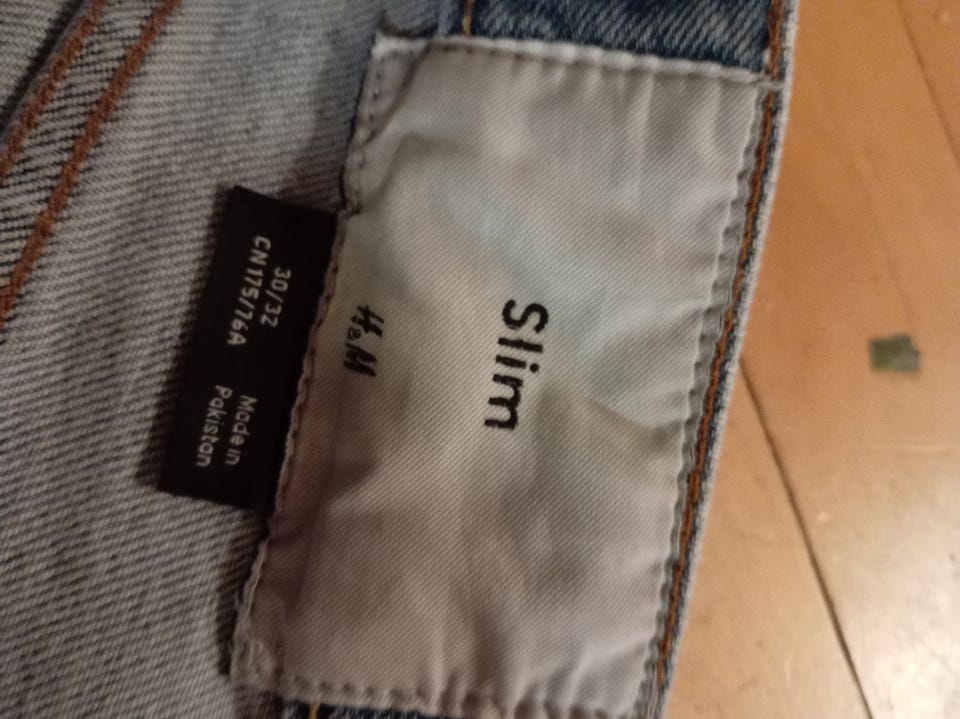 Slim
H&M
30/32
CN175/76A
Made in
Pakistan